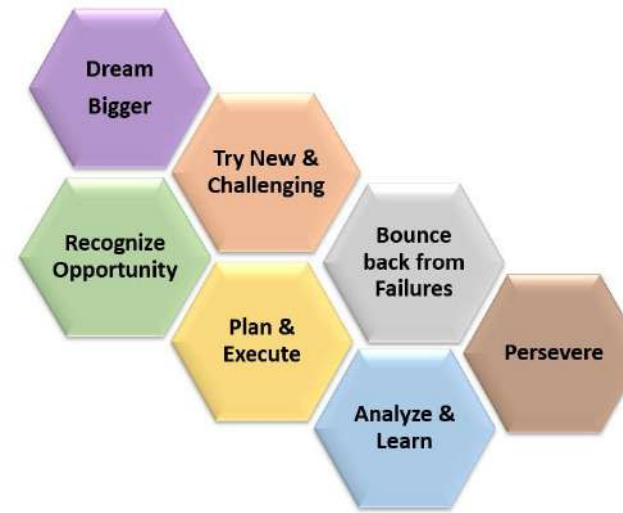 Dream
Bigger
Try New &
Challenging
Recognize
Opportunity
Bounce
back from
Failures
Plan &
Execute
Persevere
Analyze &
Learn